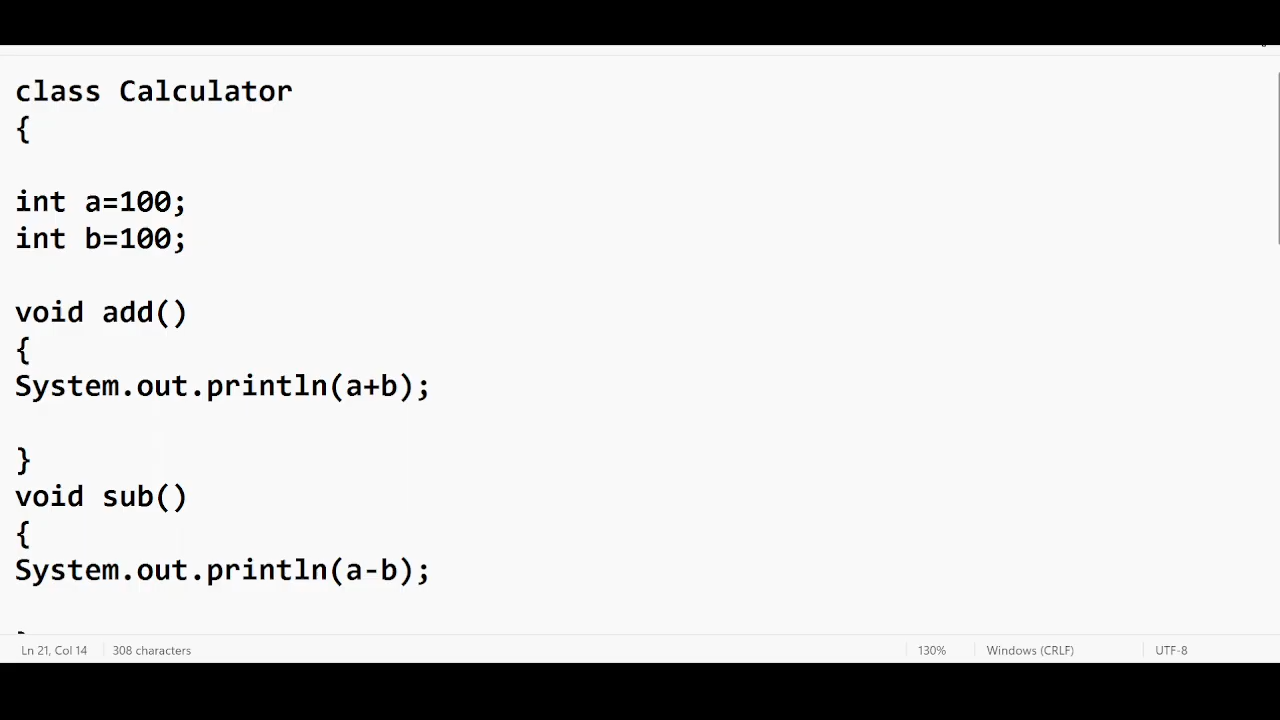 class Calculator
{
int a=100;
int b=100;
void add()
{
System.out.println(a+b);
}
void sub()
{
System.out.println(a-b);
Ln 21, Col 14 308 characters 130% Windows (CRLF) UTF-8